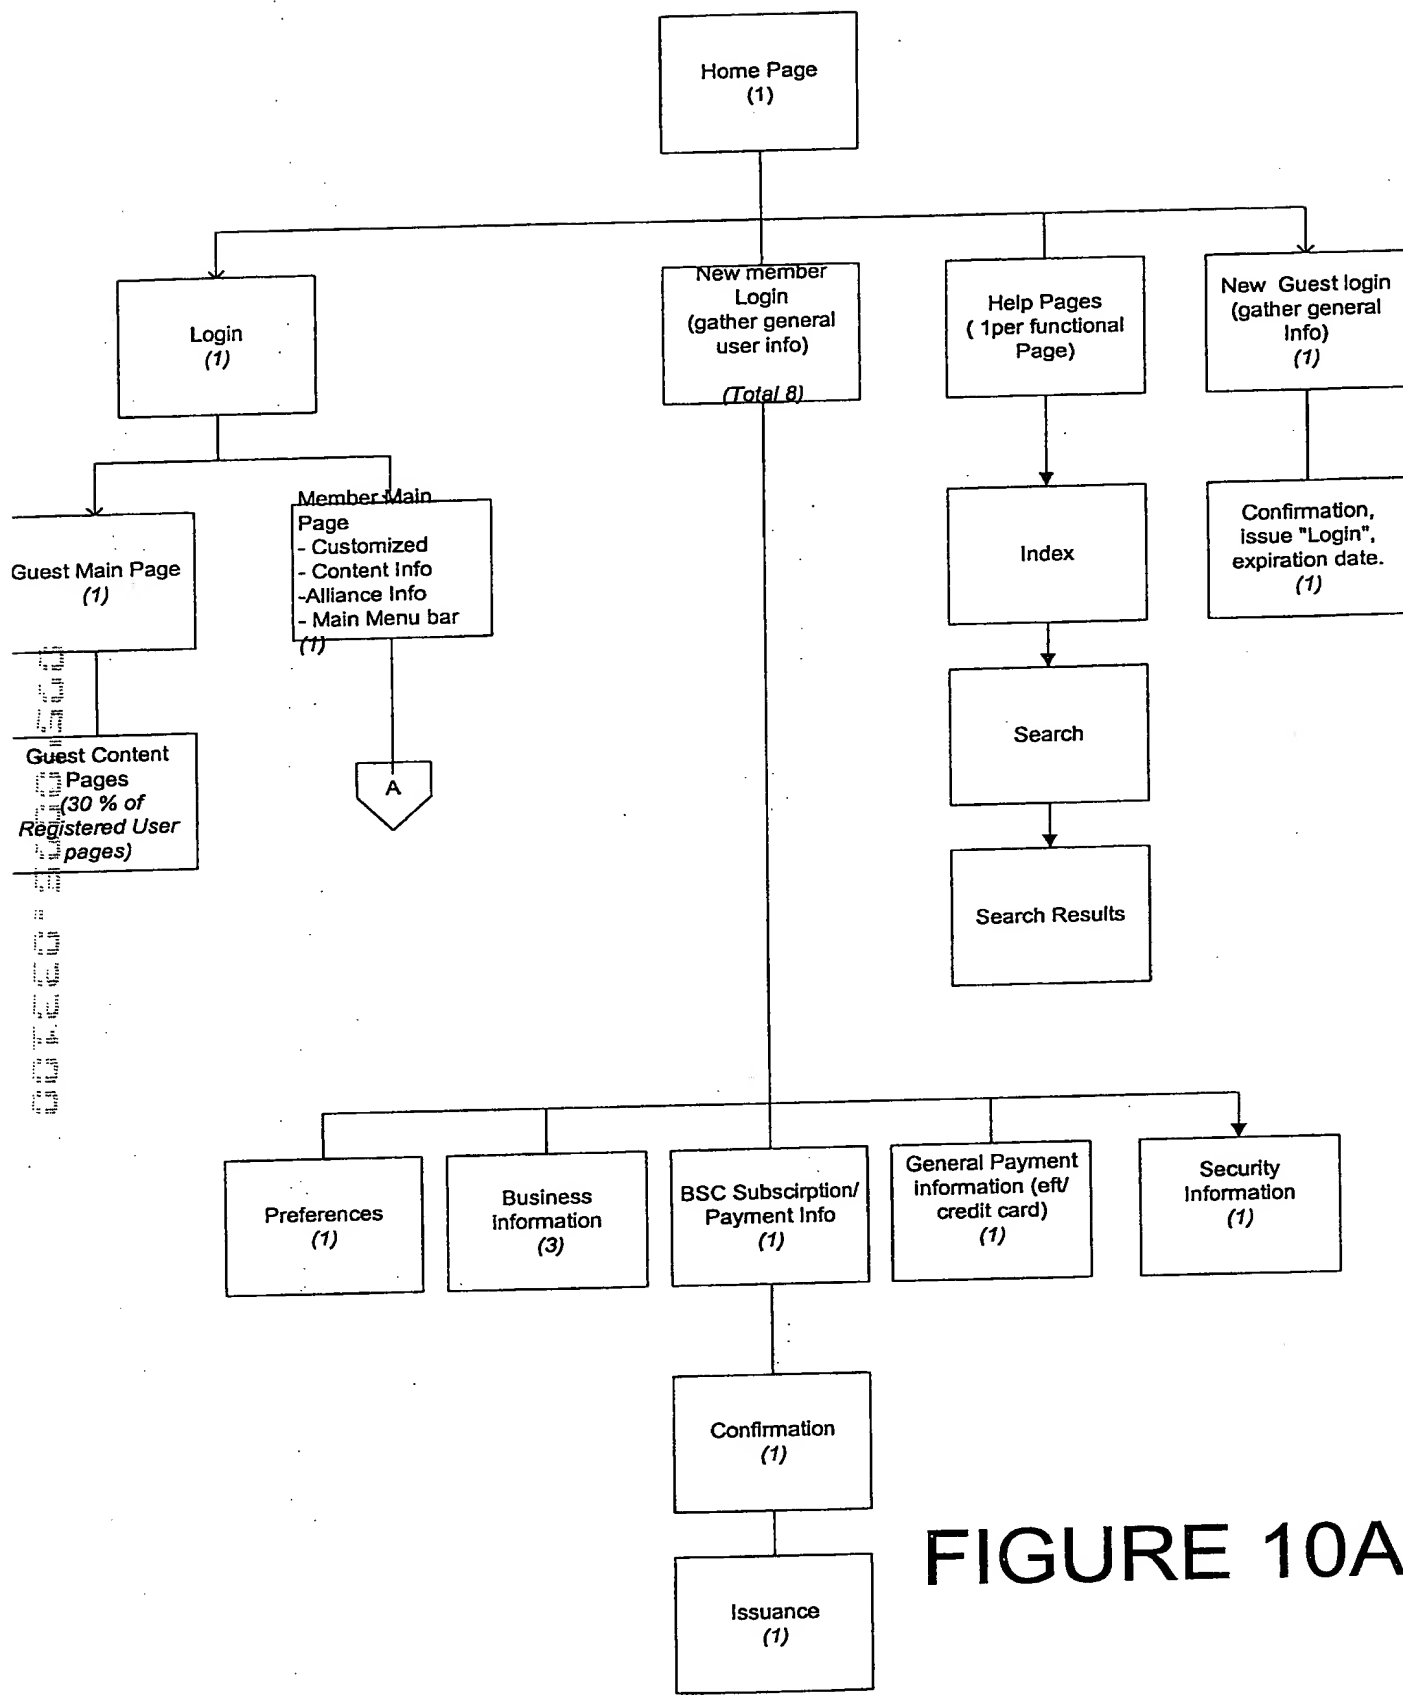 Home Page
(1)
Login
(1)
New member
Login
(gather general
user info)
(Total 8)
Help Pages
( 1per functional
Page)
New Guest login
(gather general
Info)
(1)
Guest Main Page
(1)
Member Main
Page
- Customized
- Content Info
-Alliance Info
- Main Menu bar
(1)
Index
Confirmation,
issue "Login",
expiration date.
(1)
Guest Content
Pages
(30 % of
Registered User
pages)
A
Search
Search Results
Preferences
(1)
Business
Information
(3)
BSC Subscirption/
Payment Info
(1)
General Payment
information (eft/
credit card)
(1)
Security
Information
(1)
Confirmation
(1)
Issuance
(1)
FIGURE 10A